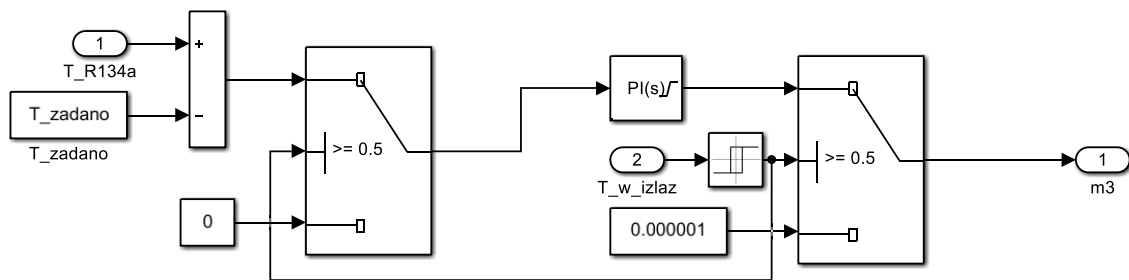 1
T_R134a
+
−
T_zadano
T_zadano
0
>= 0.5
PI(s)
2
T_w_izlaz
0.000001
>= 0.5
1
m3